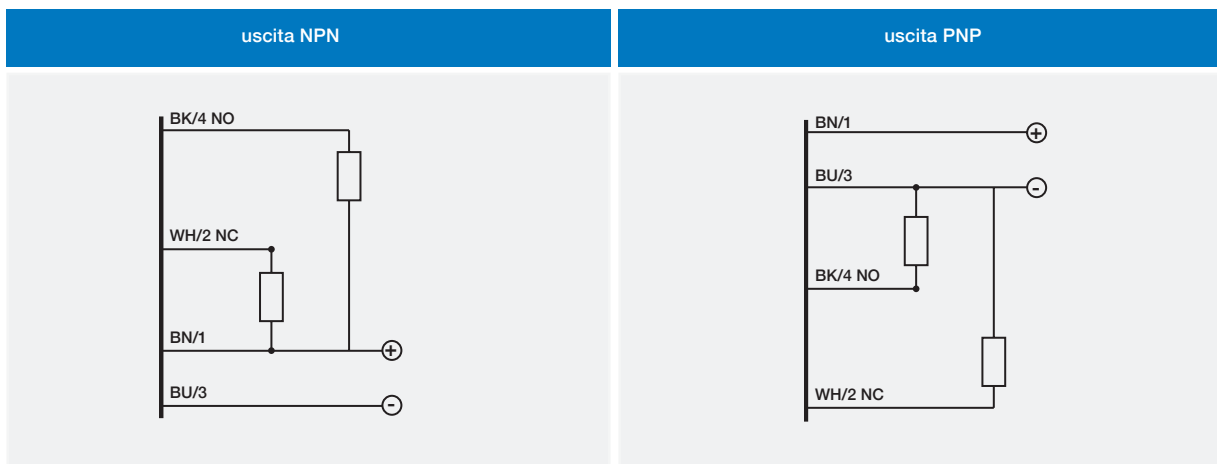 uscita NPN
uscita PNP
BK/4 NO
WH/2 NC
BN/1
+
BU/3
-
BN/1
+
BU/3
-
BK/4 NO
WH/2 NC